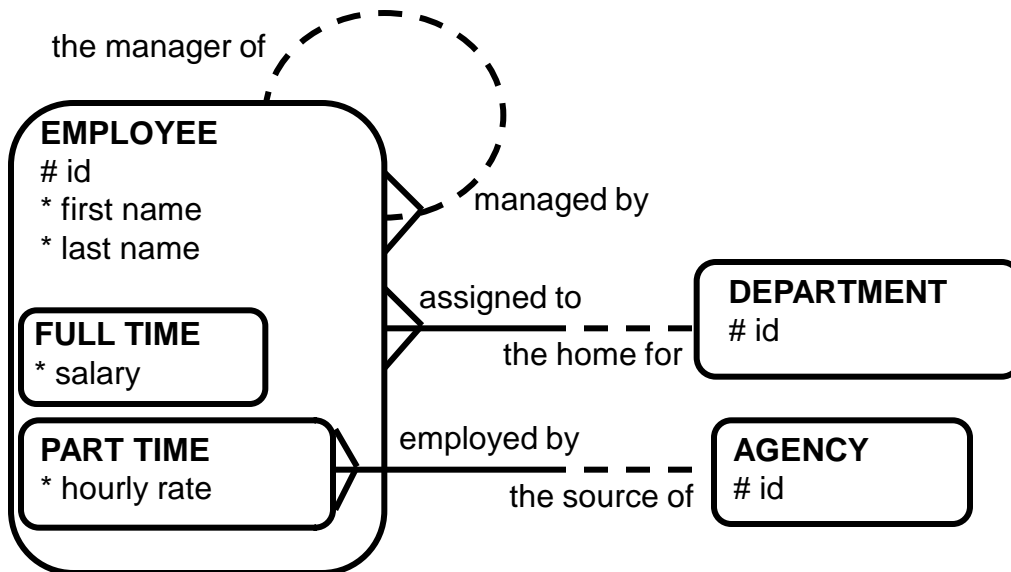 the manager of
EMPLOYEE
# id
* first name
* last name
managed by
assigned to
the home for
DEPARTMENT
# id
FULL TIME
* salary
PART TIME
* hourly rate
employed by
the source of
AGENCY
# id